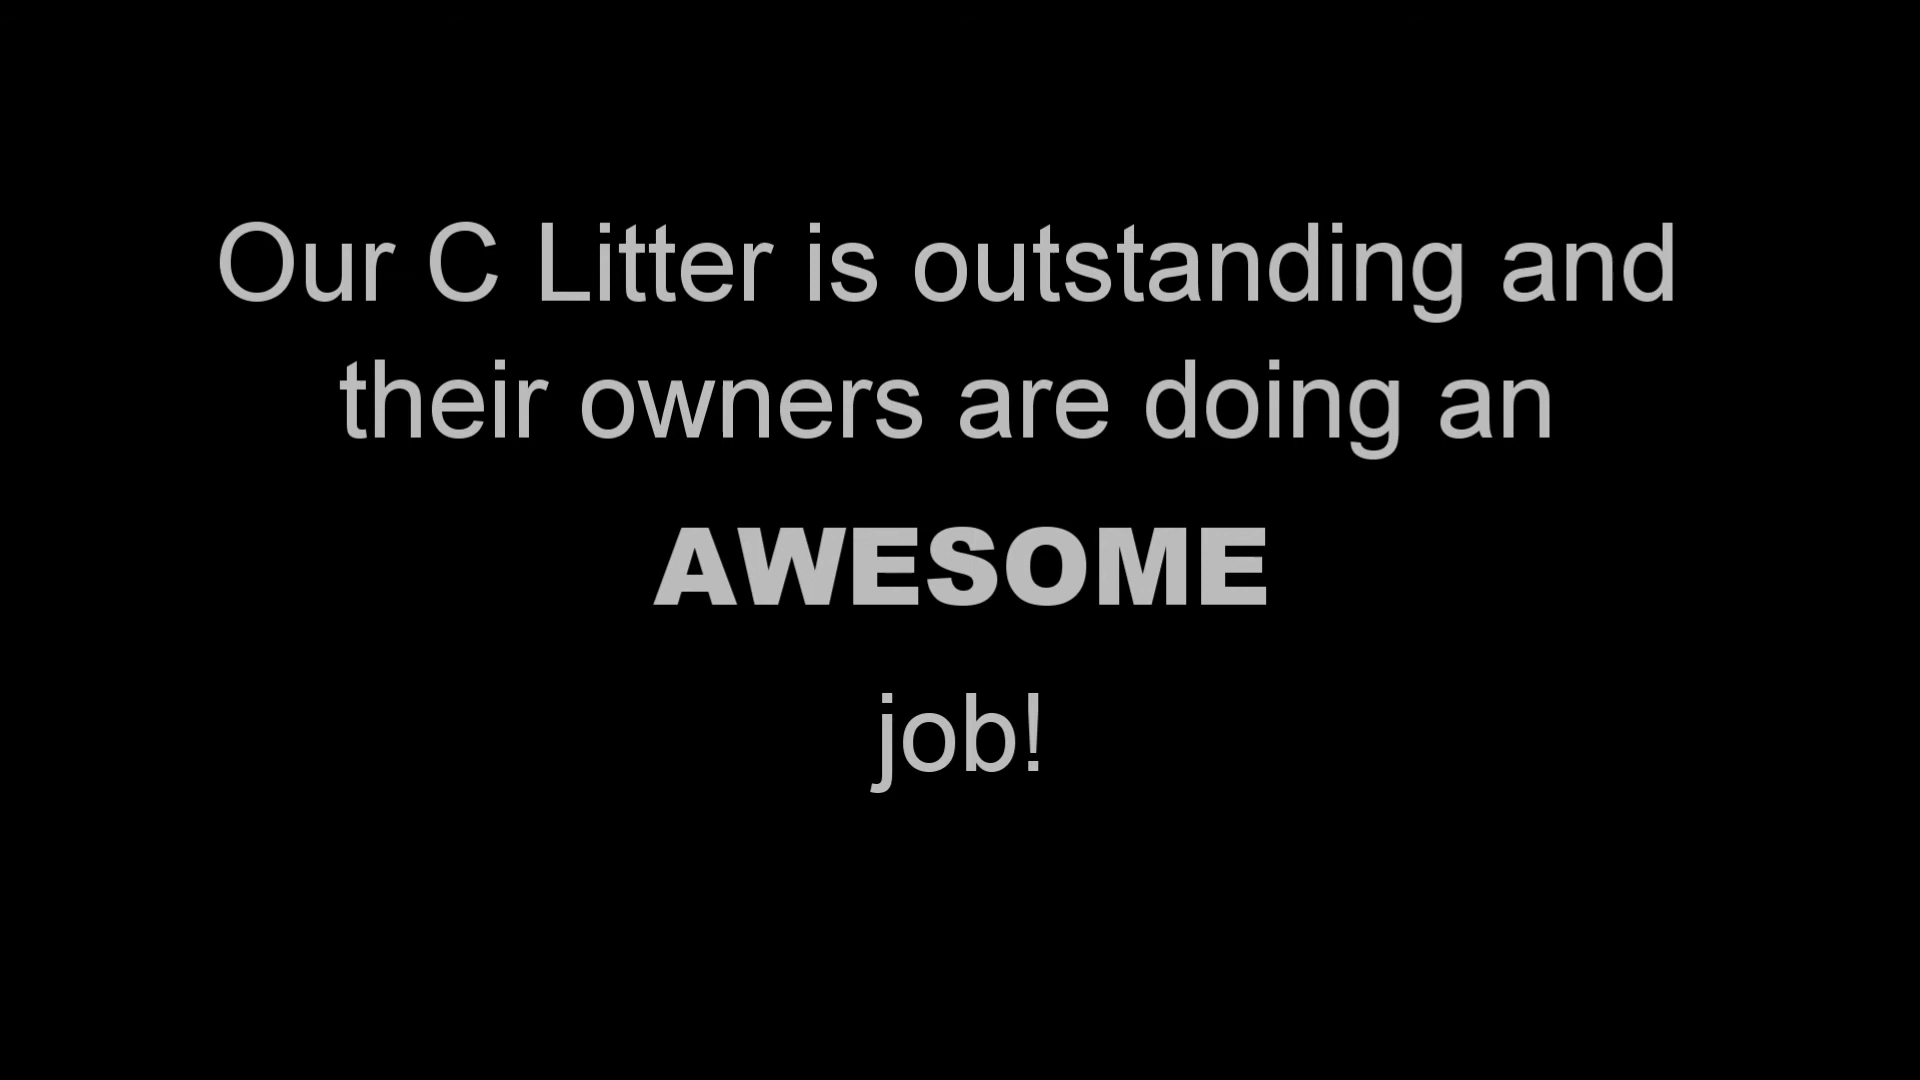 Our C Litter is outstanding and
their owners are doing an
AWESOME
job!